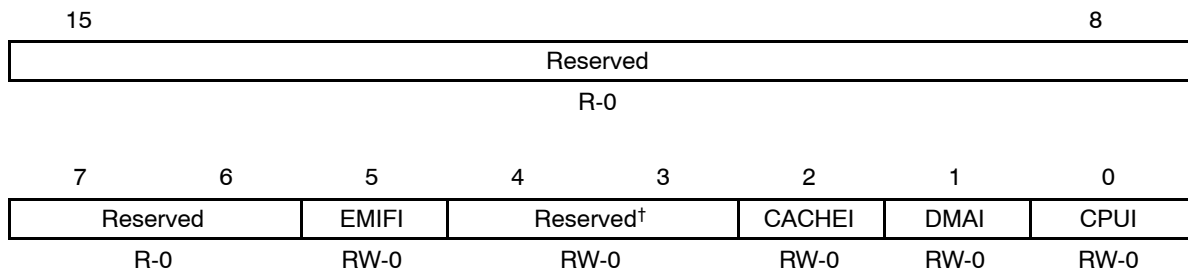 15 8
Reserved
R-0
7 6 5 4 3 2 1 0
Reserved EMIFI Reserved† CACHEI DMAI CPUI
R-0 RW-0 RW-0 RW-0 RW-0 RW-0